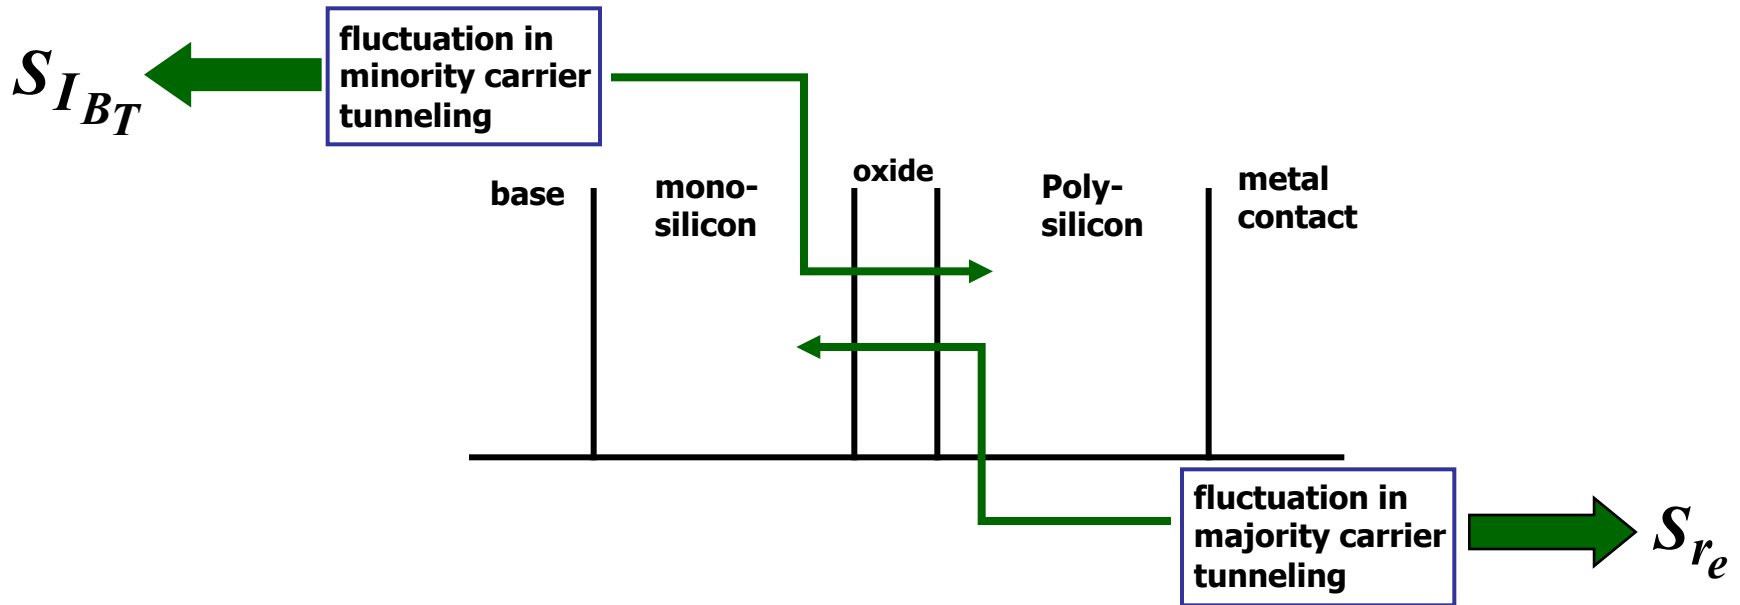 S_{I_{B_T}}
fluctuation in
minority carrier
tunneling
base
mono-
silicon
oxide
Poly-
silicon
metal
contact
fluctuation in
majority carrier
tunneling
S_{r_e}